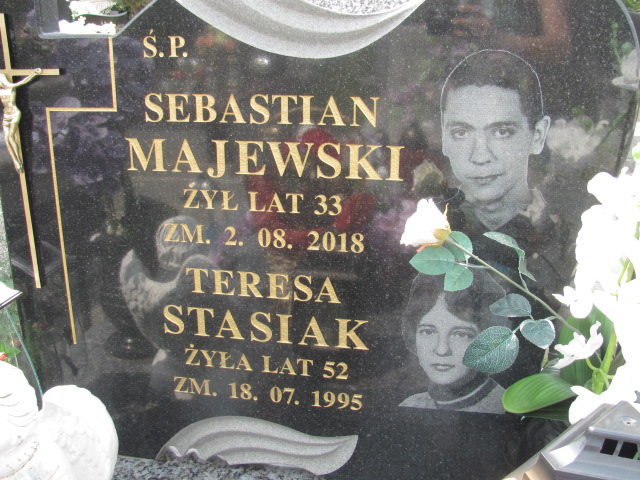 Ś.P.
SEBASTIAN
MAJEWSKI
ŻYŁ LAT 33
ZM. 2. 08. 2018
TERESA
STASIAK
ŻYŁA LAT 52
ZM. 18. 07. 1995